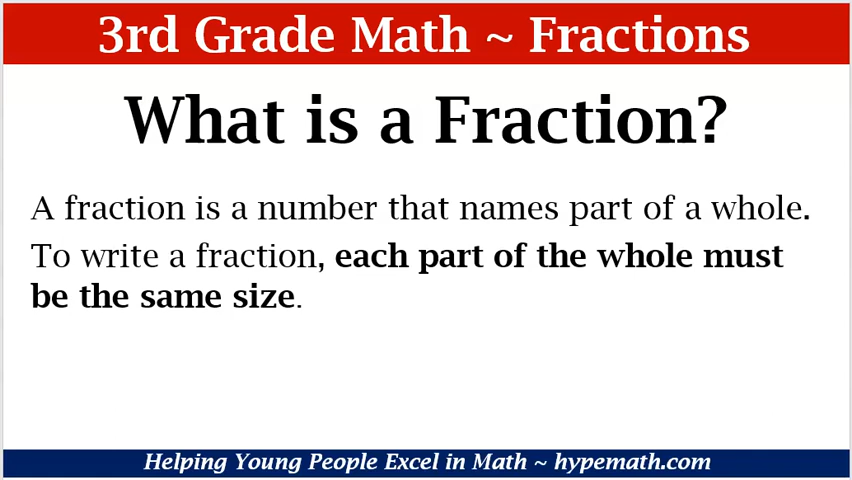 3rd Grade Math ~ Fractions
What is a Fraction?
A fraction is a number that names part of a whole.
To write a fraction, each part of the whole must
be the same size.
Helping Young People Excel in Math ~ hypemath.com